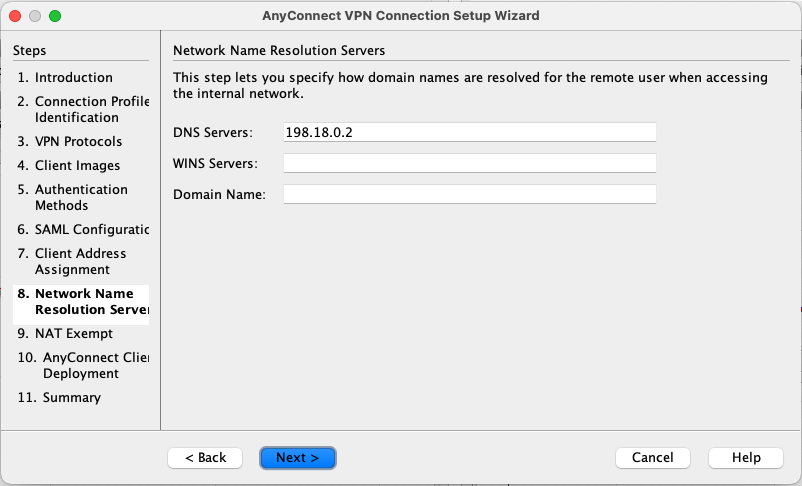 AnyConnect VPN Connection Setup Wizard
Steps
1. Introduction
2. Connection Profile
Identification
3. VPN Protocols
4. Client Images
5. Authentication
Methods
6. SAML Configuratic
7. Client Address
Assignment
8. Network Name
Resolution Server
9. NAT Exempt
10. AnyConnect Clie
Deployment
11. Summary
Network Name Resolution Servers
This step lets you specify how domain names are resolved for the remote user when accessing
the internal network.
DNS Servers: 198.18.0.2
WINS Servers:
Domain Name:
< Back Next > Cancel Help